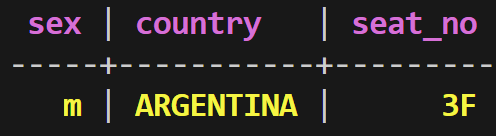 sex | country | seat_no
-----+-----------+---------
m | ARGENTINA | 3F